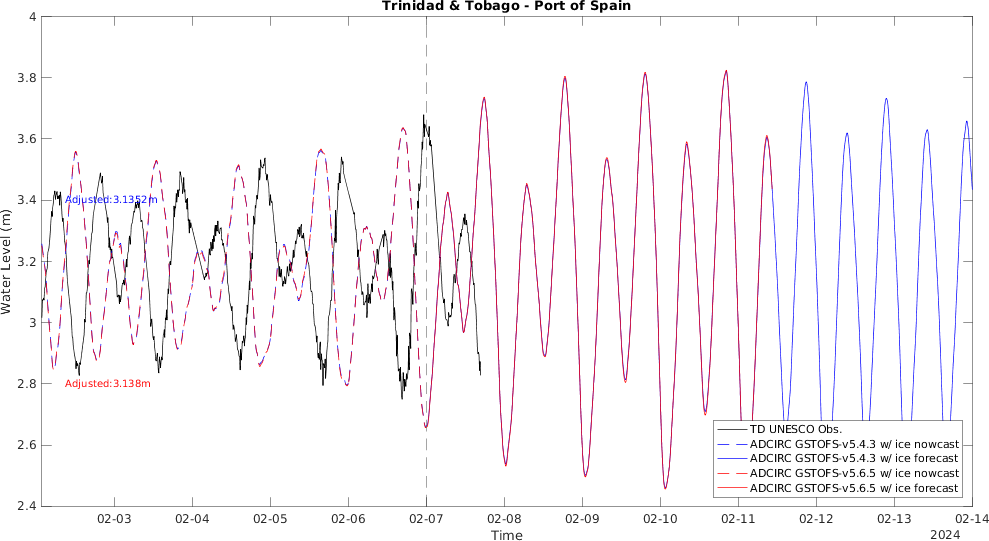 Trinidad & Tobago - Port of Spain
4
3.8
3.6
3.4
3.2
3
2.8
2.6
2.4
Water Level (m)
Adjusted:3.1352m
Adjusted:3.138m
TD UNESCO Obs.
ADCIRC GSTOFS-v5.4.3 w/ ice nowcast
ADCIRC GSTOFS-v5.4.3 w/ ice forecast
ADCIRC GSTOFS-v5.6.5 w/ ice nowcast
ADCIRC GSTOFS-v5.6.5 w/ ice forecast
02-03 02-04 02-05 02-06 02-07 02-08 02-09 02-10 02-11 02-12 02-13 02-14
Time
2024